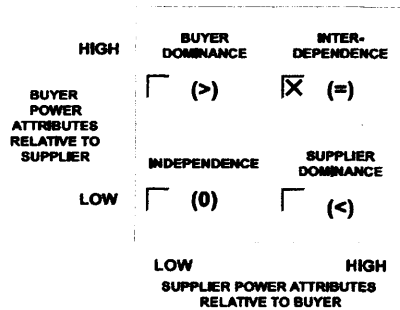 HIGH
BUYER
DOMINANCE
INTER-
DEPENDENCE
(>)
(=)
BUYER
POWER
ATTRIBUTES
RELATIVE TO
SUPPLIER
INDEPENDENCE
SUPPLIER
DOMINANCE
LOW
(0)
(<)
LOW
HIGH
SUPPLIER POWER ATTRIBUTES
RELATIVE TO BUYER